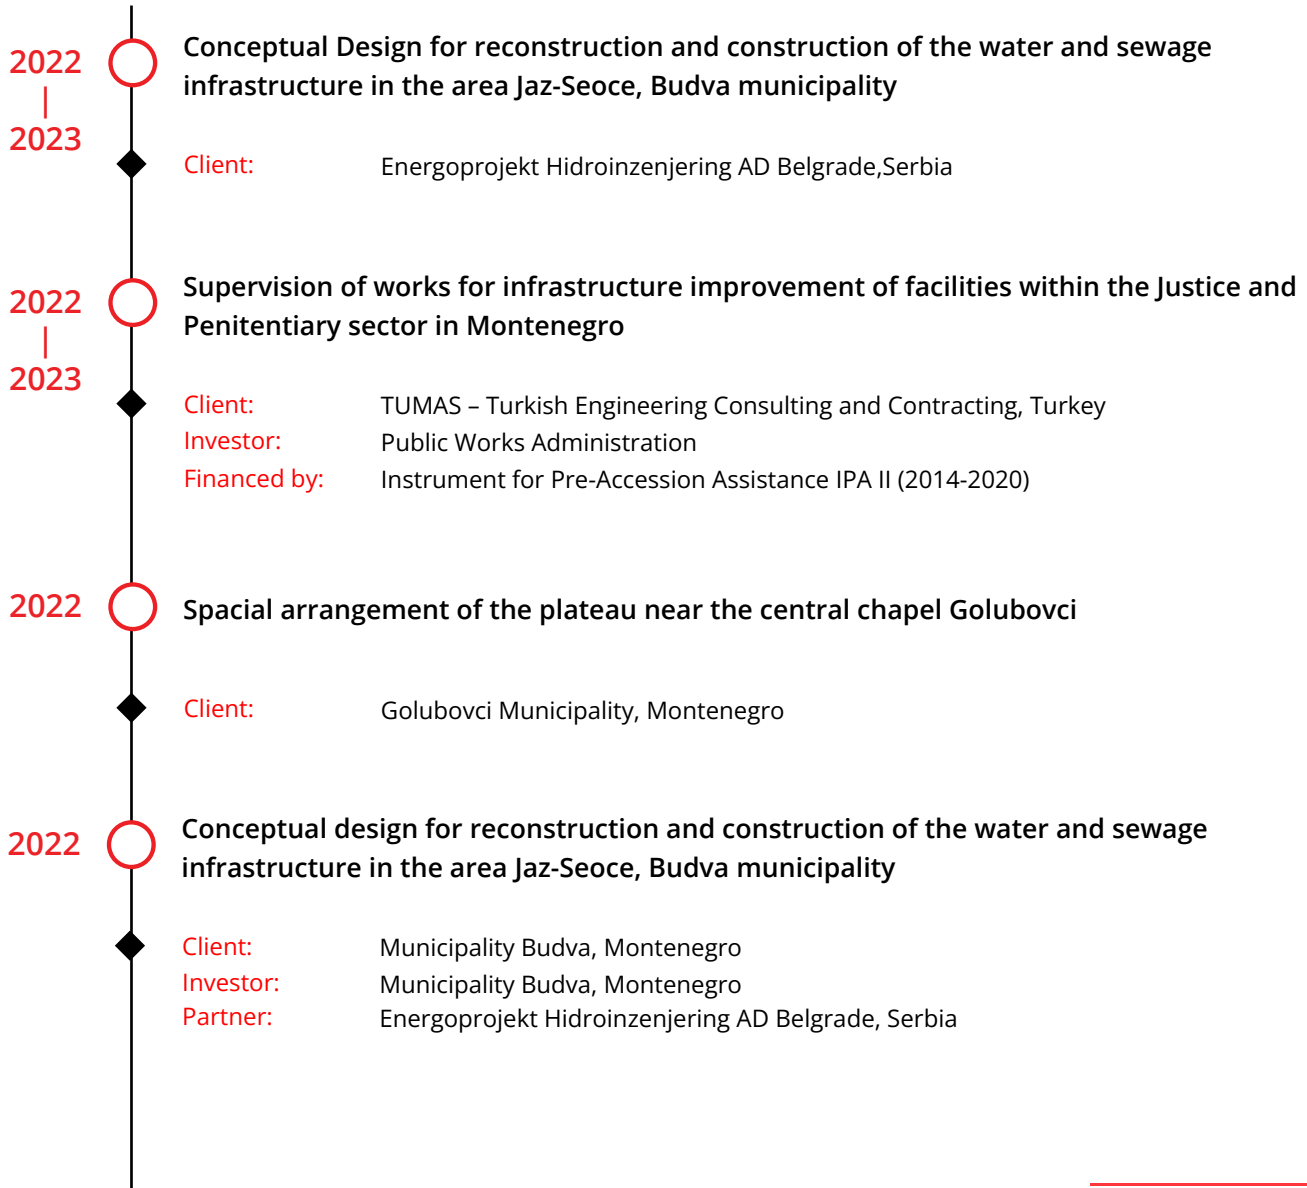 2022
|
2023
Conceptual Design for reconstruction and construction of the water and sewage
infrastructure in the area Jaz-Seoce, Budva municipality
Client: Energoprojekt Hidroinzenjering AD Belgrade,Serbia
2022
|
2023
Supervision of works for infrastructure improvement of facilities within the Justice and
Penitentiary sector in Montenegro
Client: TUMAS – Turkish Engineering Consulting and Contracting, Turkey
Investor: Public Works Administration
Financed by: Instrument for Pre-Accession Assistance IPA II (2014-2020)
2022
Spacial arrangement of the plateau near the central chapel Golubovci
Client: Golubovci Municipality, Montenegro
2022
Conceptual design for reconstruction and construction of the water and sewage
infrastructure in the area Jaz-Seoce, Budva municipality
Client: Municipality Budva, Montenegro
Investor: Municipality Budva, Montenegro
Partner: Energoprojekt Hidroinzenjering AD Belgrade, Serbia